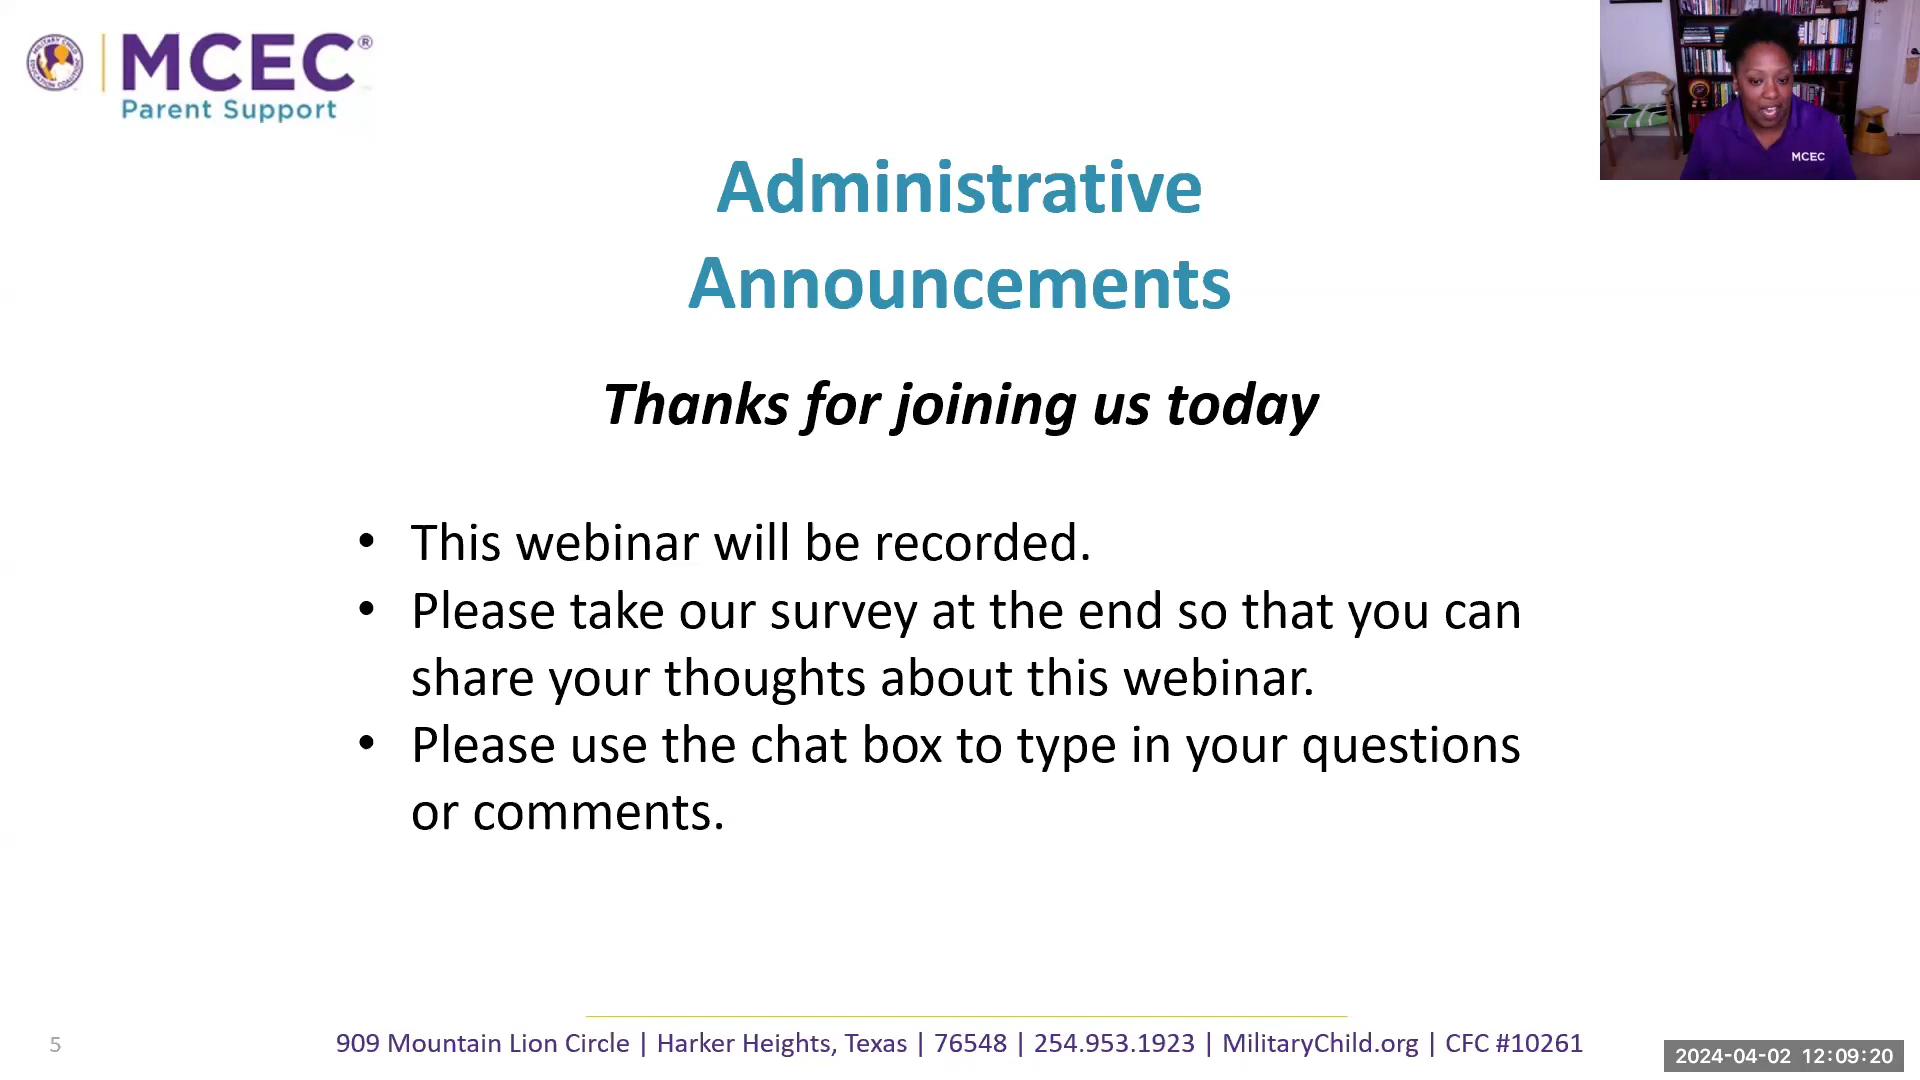 MCEC®
Parent Support
MCEC
Administrative
Announcements
Thanks for joining us today
• This webinar will be recorded.
• Please take our survey at the end so that you can
share your thoughts about this webinar.
• Please use the chat box to type in your questions
or comments.
5
909 Mountain Lion Circle | Harker Heights, Texas | 76548 | 254.953.1923 | MilitaryChild.org | CFC #10261
2024-04-02 12:09:20